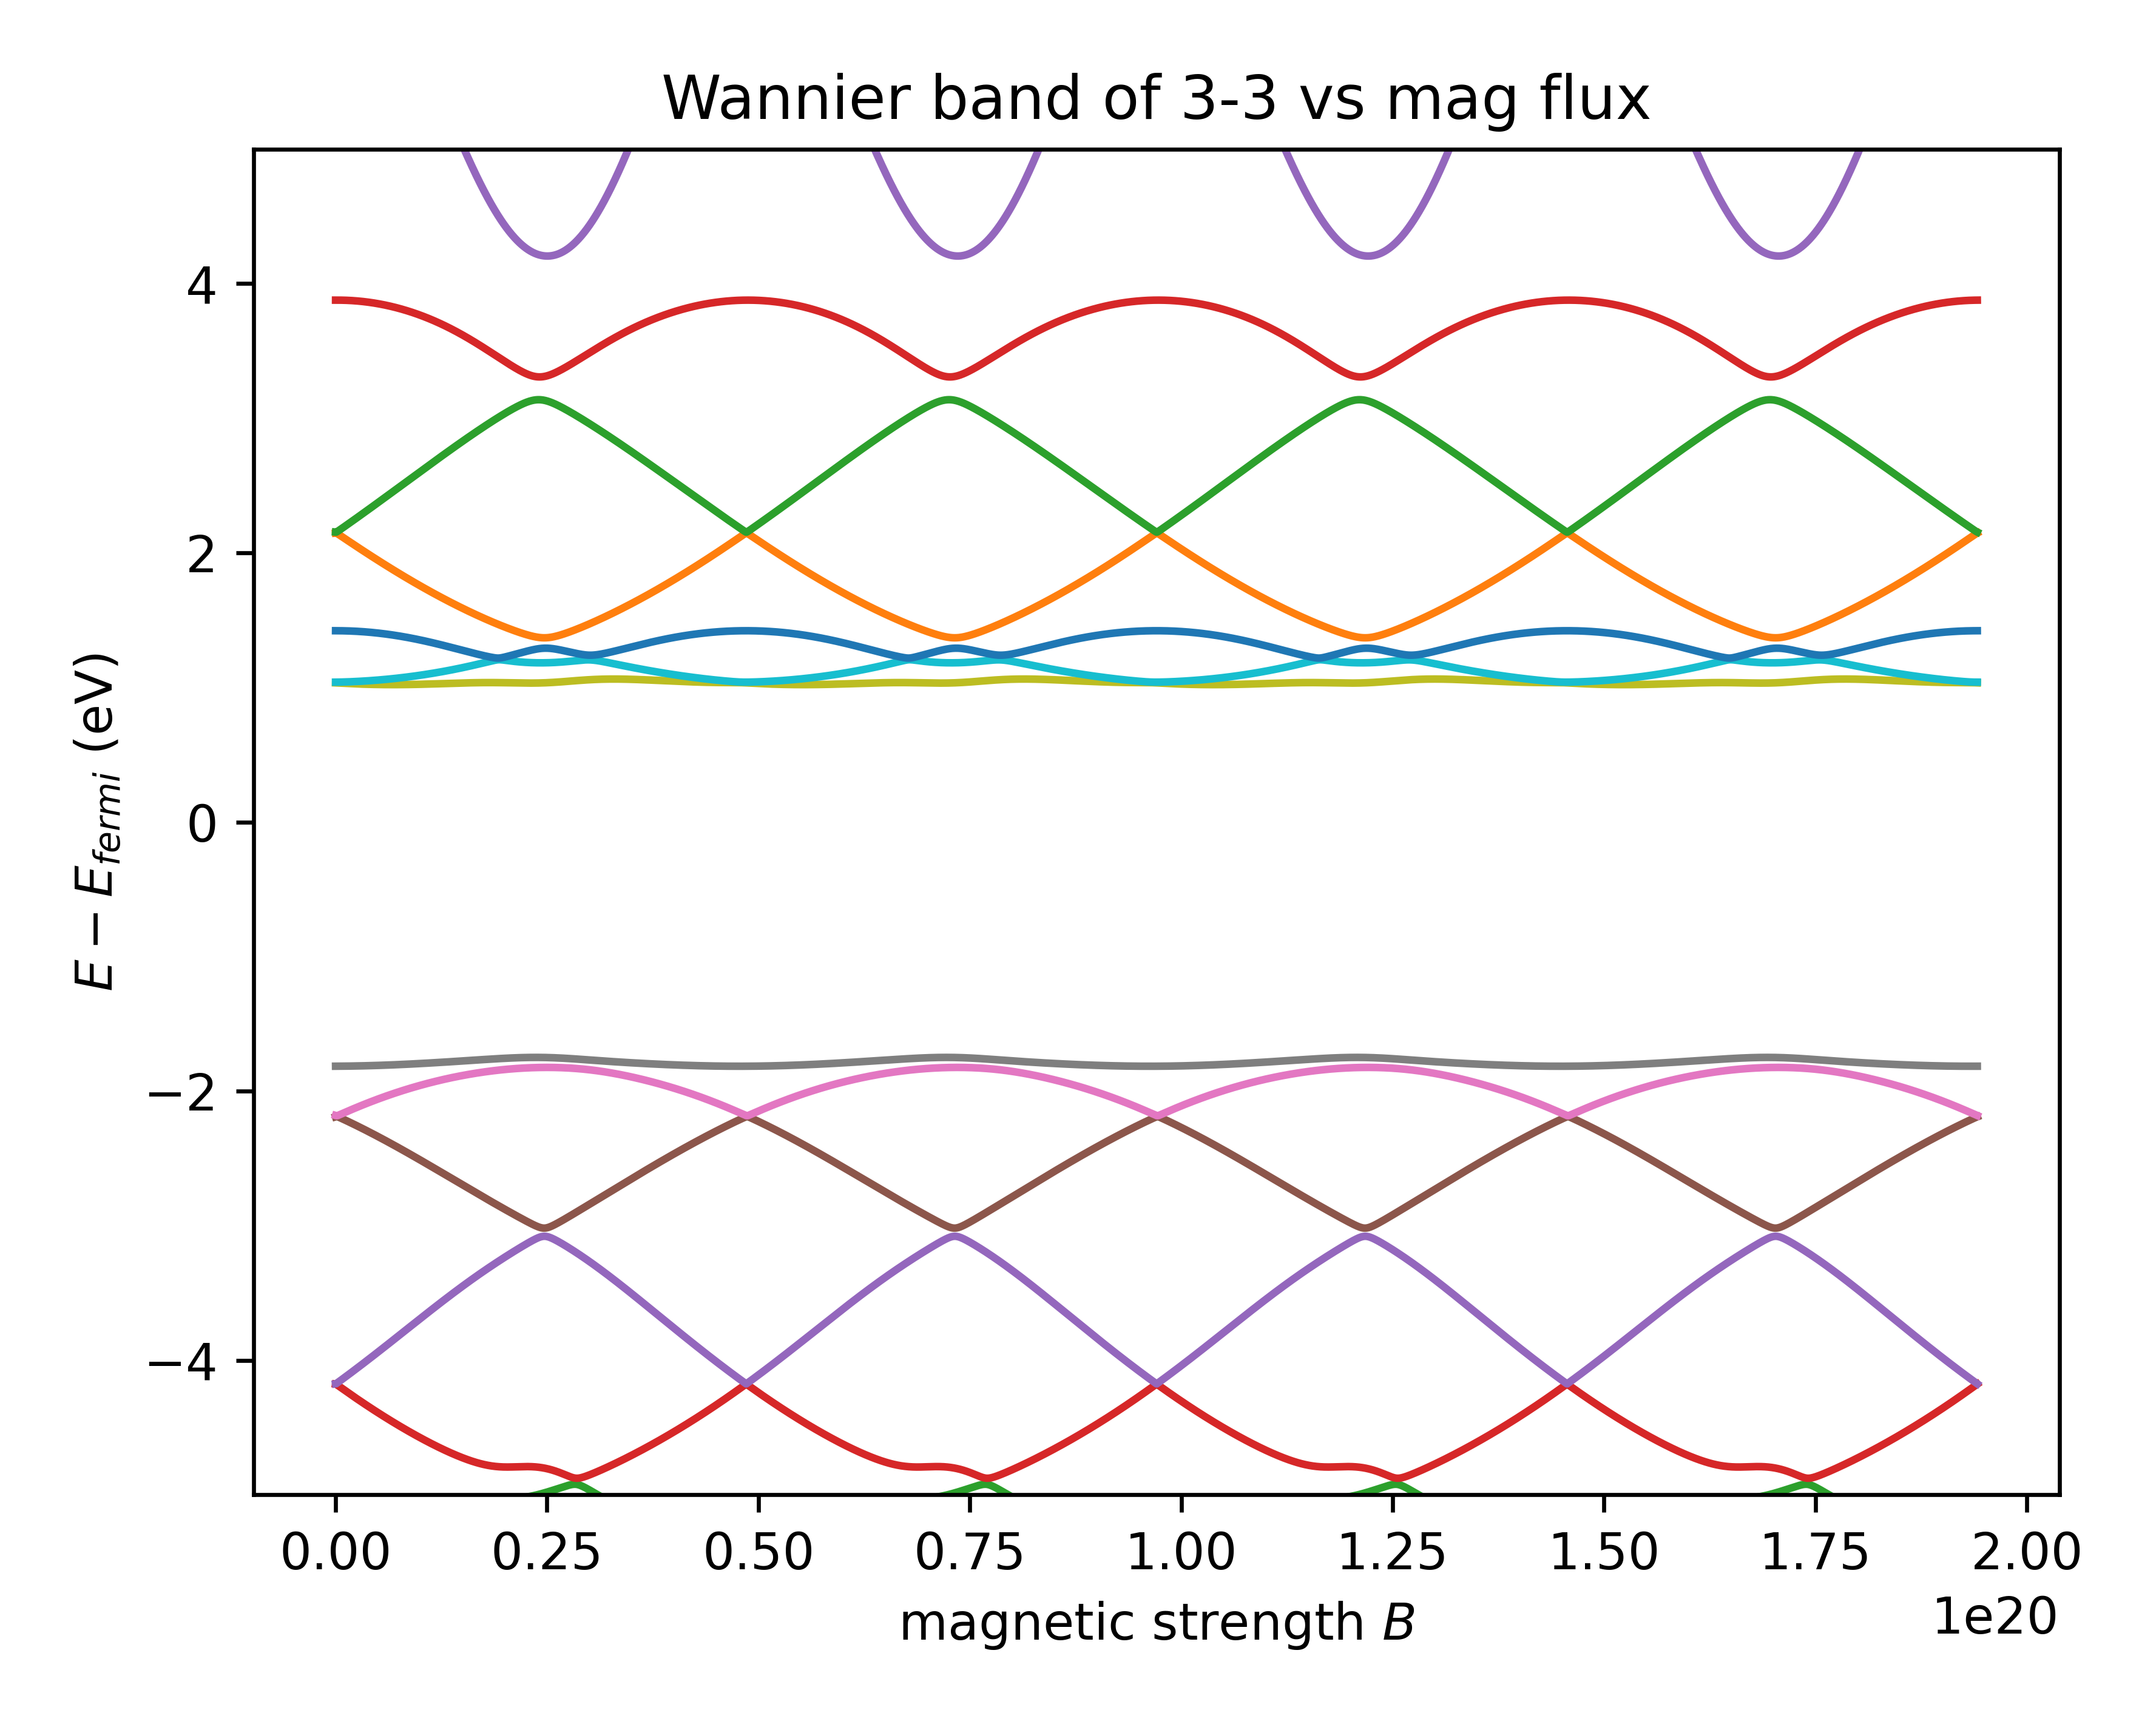 Wannier band of 3-3 vs mag flux
E − E_fermi (eV)
4
2
0
−2
−4
0.00 0.25 0.50 0.75 1.00 1.25 1.50 1.75 2.00
1e20
magnetic strength B